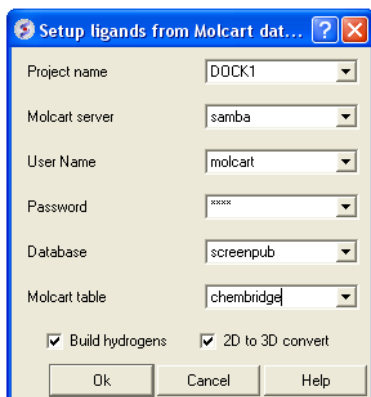 Setup ligands from Molcart dat...
Project name DOCK1
Molcart server samba
User Name molcart
Password ****
Database screenpub
Molcart table chembridge
Build hydrogens 2D to 3D convert
Ok Cancel Help